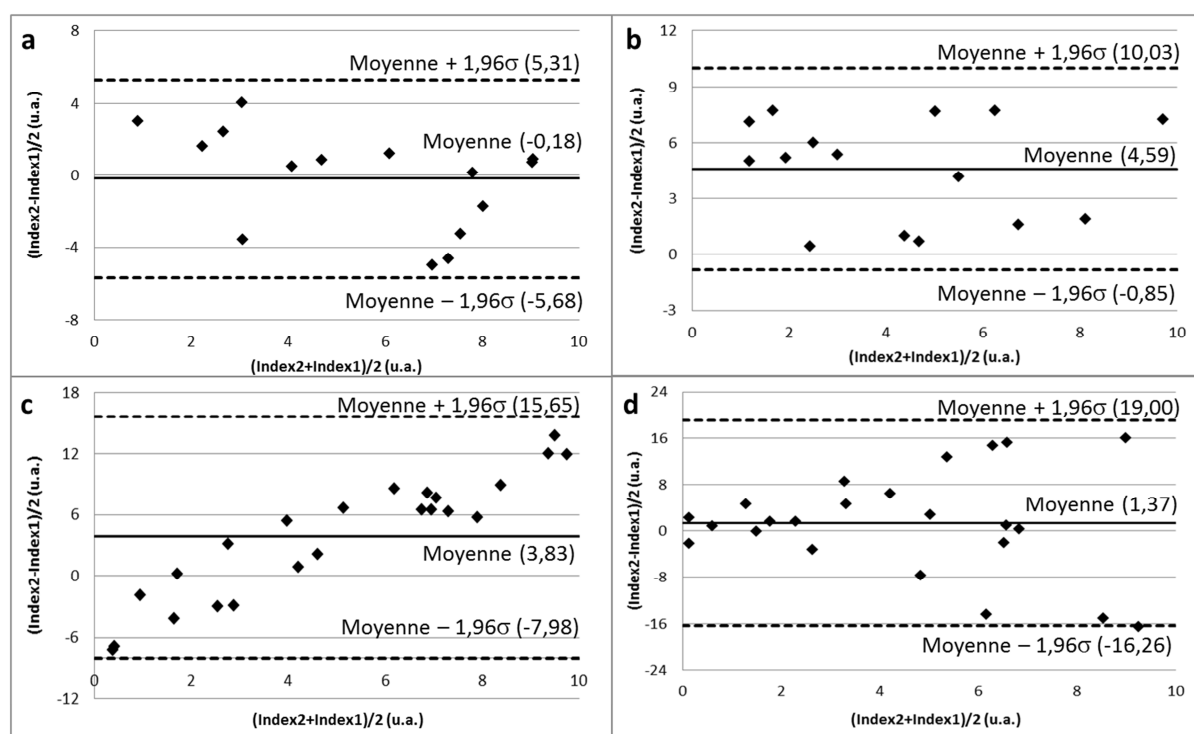 a
8
4
0
-4
-8
(Index2-Index1)/2 (u.a.)
Moyenne + 1,96σ (5,31)
Moyenne (-0,18)
Moyenne – 1,96σ (-5,68)
0 2 4 6 8 10
(Index2+Index1)/2 (u.a.)
b
12
9
6
3
0
-3
(Index2-Index1)/2 (u.a.)
Moyenne + 1,96σ (10,03)
Moyenne (4,59)
Moyenne – 1,96σ (-0,85)
0 2 4 6 8 10
(Index2+Index1)/2 (u.a.)
c
18
12
6
0
-6
-12
(Index2-Index1)/2 (u.a.)
Moyenne + 1,96σ (15,65)
Moyenne (3,83)
Moyenne – 1,96σ (-7,98)
0 2 4 6 8 10
(Index2+Index1)/2 (u.a.)
d
24
16
8
0
-8
-16
-24
(Index2-Index1)/2 (u.a.)
Moyenne + 1,96σ (19,00)
Moyenne (1,37)
Moyenne – 1,96σ (-16,26)
0 2 4 6 8 10
(Index2+Index1)/2 (u.a.)